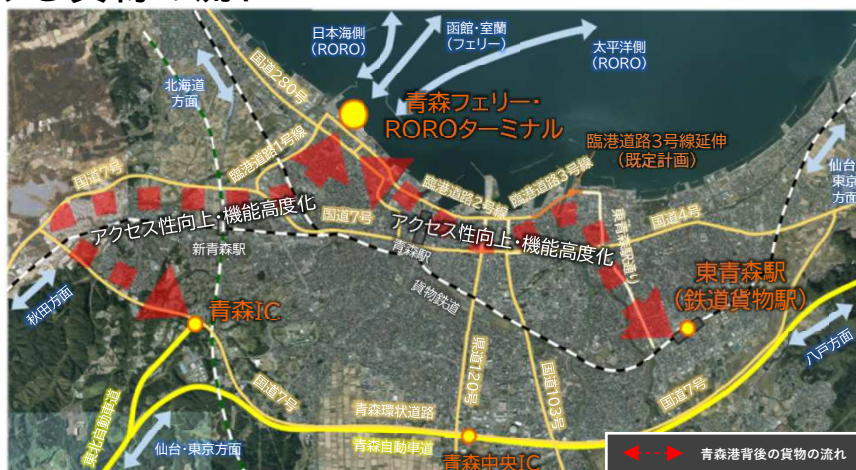 日本海側
(RORO)
函館・室蘭
(フェリー)
太平洋側
(RORO)
国道280号
北海道
方面
青森フェリー・
ROROターミナル
臨港道路3号線延伸
(既定計画)
臨港道路1号線
仙台
東京
方面
国道7号
臨港道路2号線
臨港道路3号線
アクセス性向上・機能高度化
国道7号
アクセス性向上・機能高度化
東青森駅通り
国道4号
新青森駅
青森駅
貨物鉄道
東青森駅
(鉄道貨物駅)
秋田方面
青森IC
八戸方面
県道120号
国道103号
国道7号
国道7号
青森環状道路
東北自動車道
仙台・東京方面
青森自動車道
青森中央IC
青森港背後の貨物の流れ